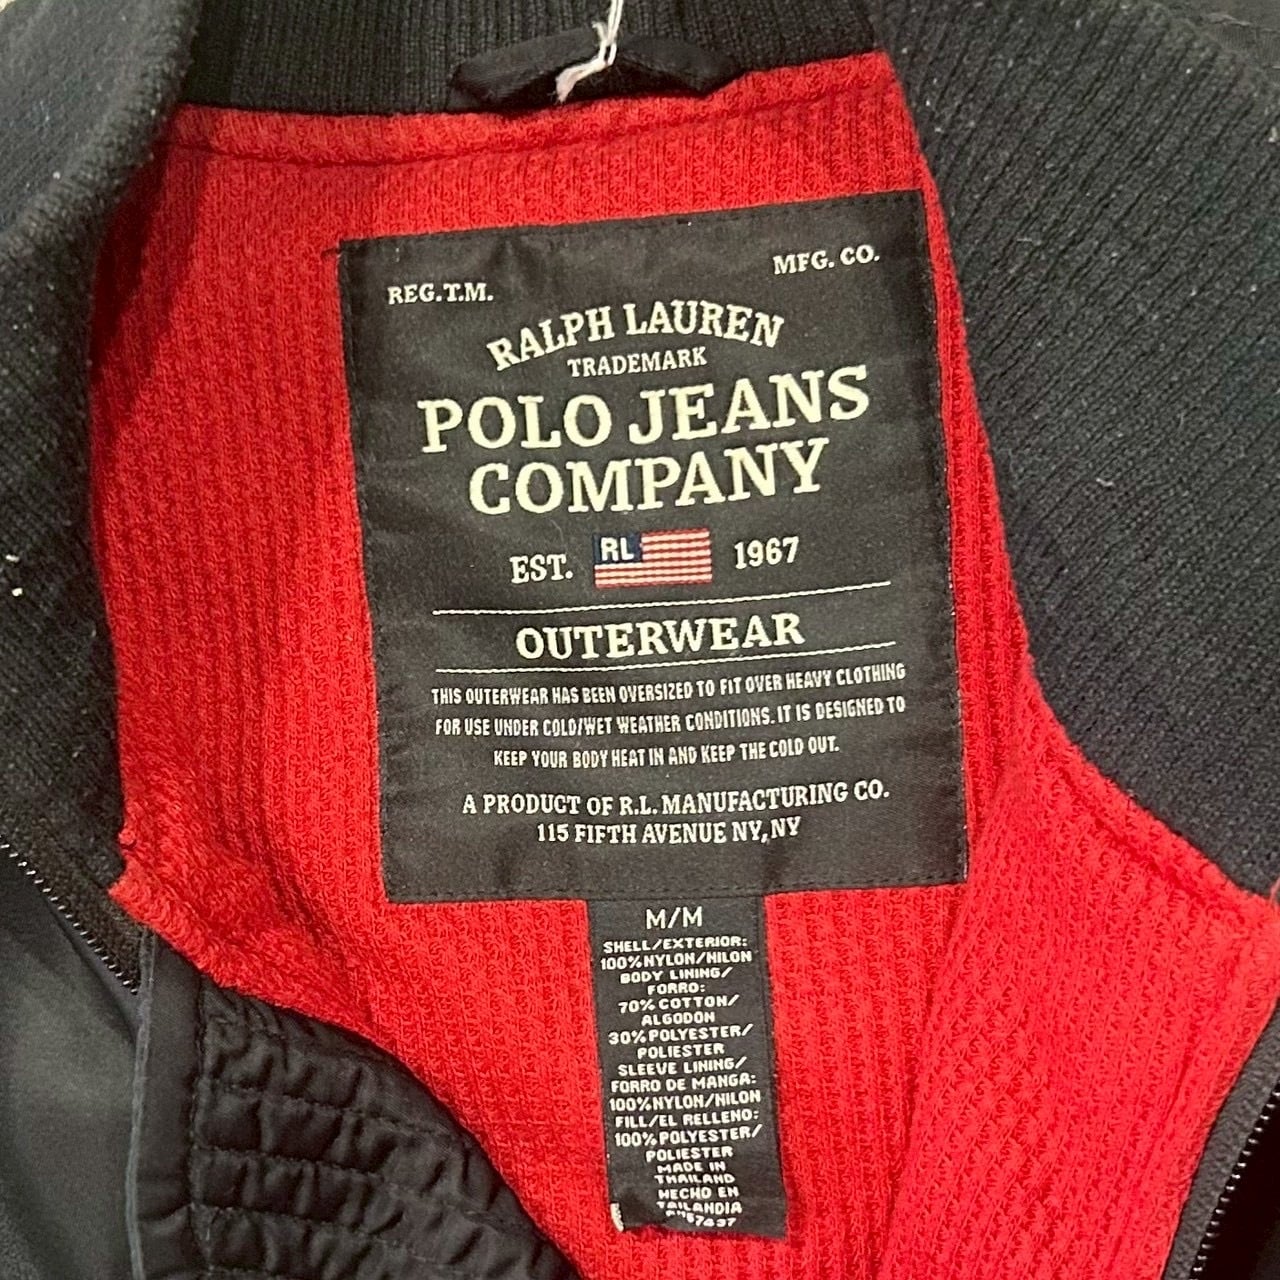 REG.T.M. MFG. CO.
RALPH LAUREN
TRADEMARK
POLO JEANS
COMPANY
EST. RL 1967
OUTERWEAR
THIS OUTERWEAR HAS BEEN OVERSIZED TO FIT OVER HEAVY CLOTHING
FOR USE UNDER COLD/WET WEATHER CONDITIONS. IT IS DESIGNED TO
KEEP YOUR BODY HEAT IN AND KEEP THE COLD OUT.
A PRODUCT OF R.L. MANUFACTURING CO.
115 FIFTH AVENUE NY, NY
M/M
SHELL/EXTERIOR:
100%NYLON/NILON
BODY LINING/
FORRO:
70%COTTON/
ALGODON
30%POLYESTER/
POLIESTER
SLEEVE LINING/
FORRO DE MANGA:
100%NYLON/NILON
FILL/EL RELLENO:
100%POLYESTER/
POLIESTER
MADE IN
THAILAND
HECHO EN
TAILANDIA